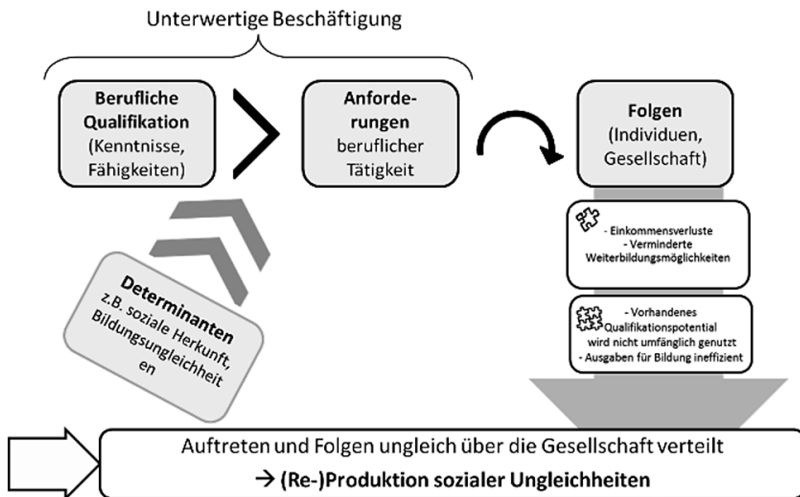 Unterwertige Beschäftigung
Berufliche
Qualifikation
(Kenntnisse,
Fähigkeiten)
Anforde-
rungen
beruflicher
Tätigkeit
Folgen
(Individuen,
Gesellschaft)
- Einkommensverluste
- Verminderte
Weiterbildungsmöglichkeiten
- Vorhandenes
Qualifikationspotential
wird nicht umfänglich genutzt
- Ausgaben für Bildung ineffizient
Determinanten
z.B. soziale Herkunft,
Bildungsungleichheit
en
Auftreten und Folgen ungleich über die Gesellschaft verteilt
→ (Re-)Produktion sozialer Ungleichheiten